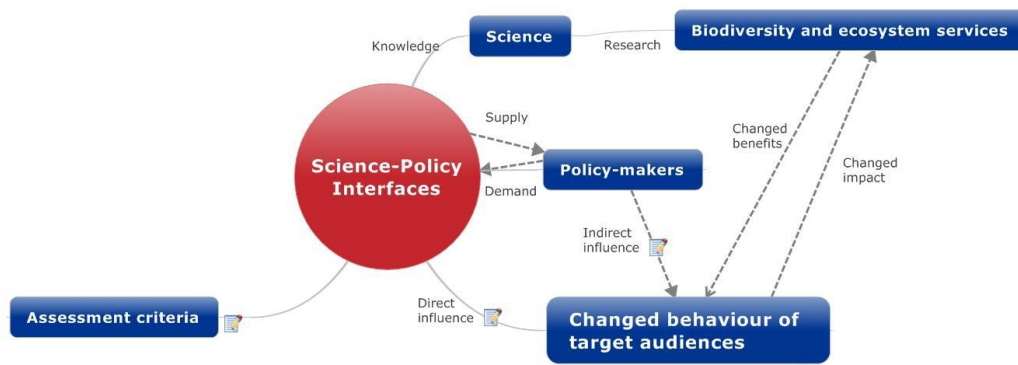 Biodiversity and ecosystem services
Science
Knowledge
Research
Supply
Changed
benefits
Science-Policy
Interfaces
Policy-makers
Changed
impact
Demand
Indirect
influence
Direct
influence
Assessment criteria
Changed behaviour of
target audiences